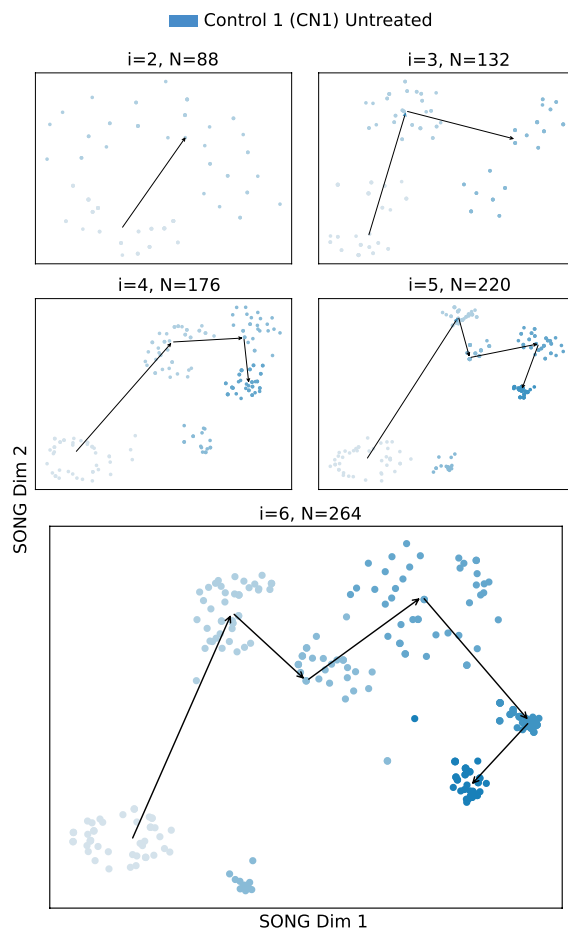 Control 1 (CN1) Untreated
i=2, N=88
i=3, N=132
i=4, N=176
i=5, N=220
SONG Dim 2
i=6, N=264
SONG Dim 1